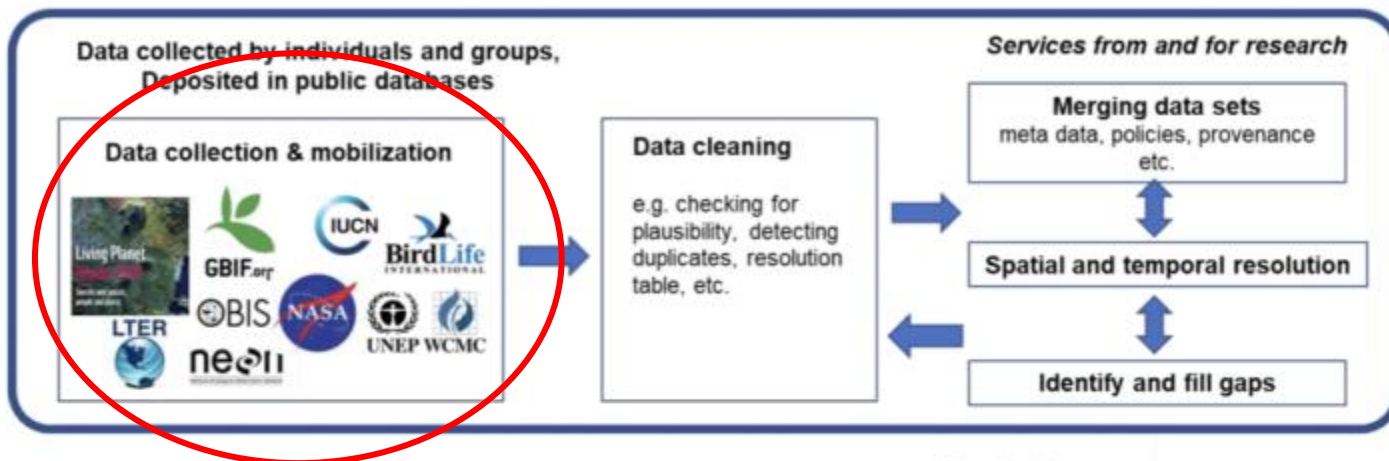 Data collected by individuals and groups,
Deposited in public databases
Services from and for research
Data collection & mobilization
Living Planet
GBIF.org
IUCN
BirdLife
INTERNATIONAL
OBIS
NASA
LTER
neon
UNEP WCMC
Data cleaning
e.g. checking for
plausibility, detecting
duplicates, resolution
table, etc.
Merging data sets
meta data, policies, provenance
etc.
Spatial and temporal resolution
Identify and fill gaps